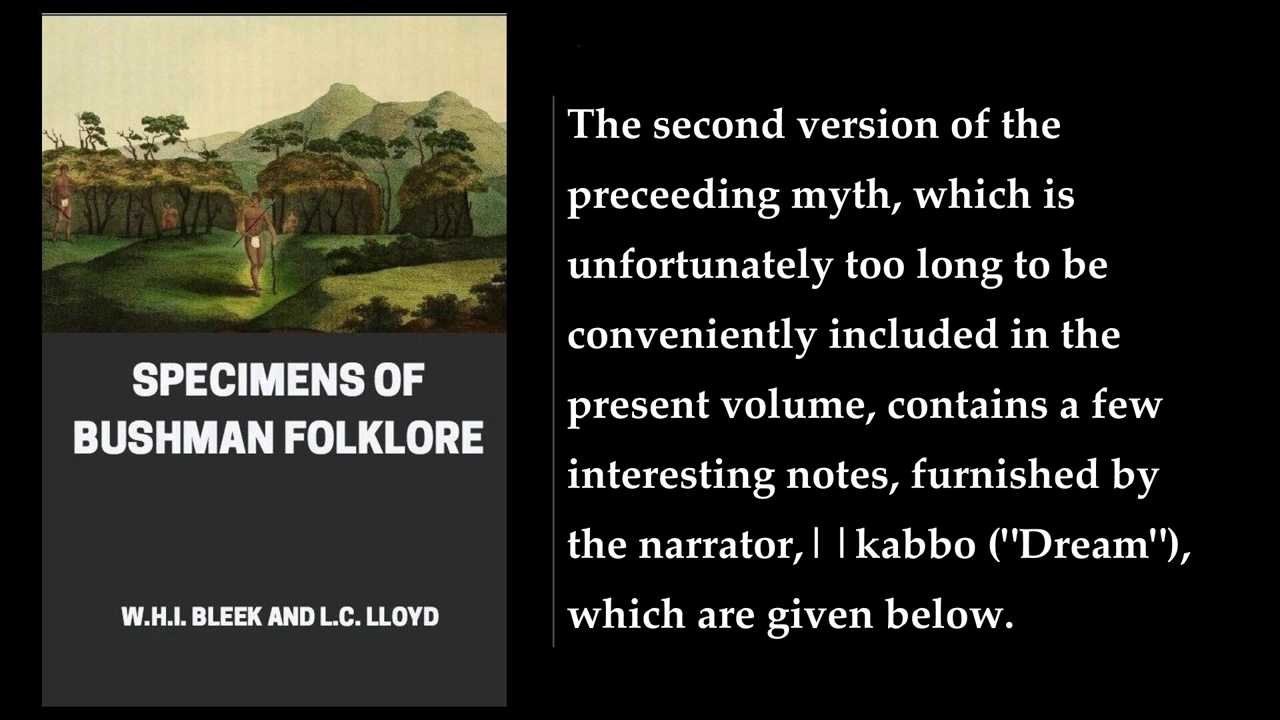 SPECIMENS OF
BUSHMAN FOLKLORE
W.H.I. BLEEK AND L.C. LLOYD
The second version of the
preceeding myth, which is
unfortunately too long to be
conveniently included in the
present volume, contains a few
interesting notes, furnished by
the narrator,| |kabbo ("Dream"),
which are given below.